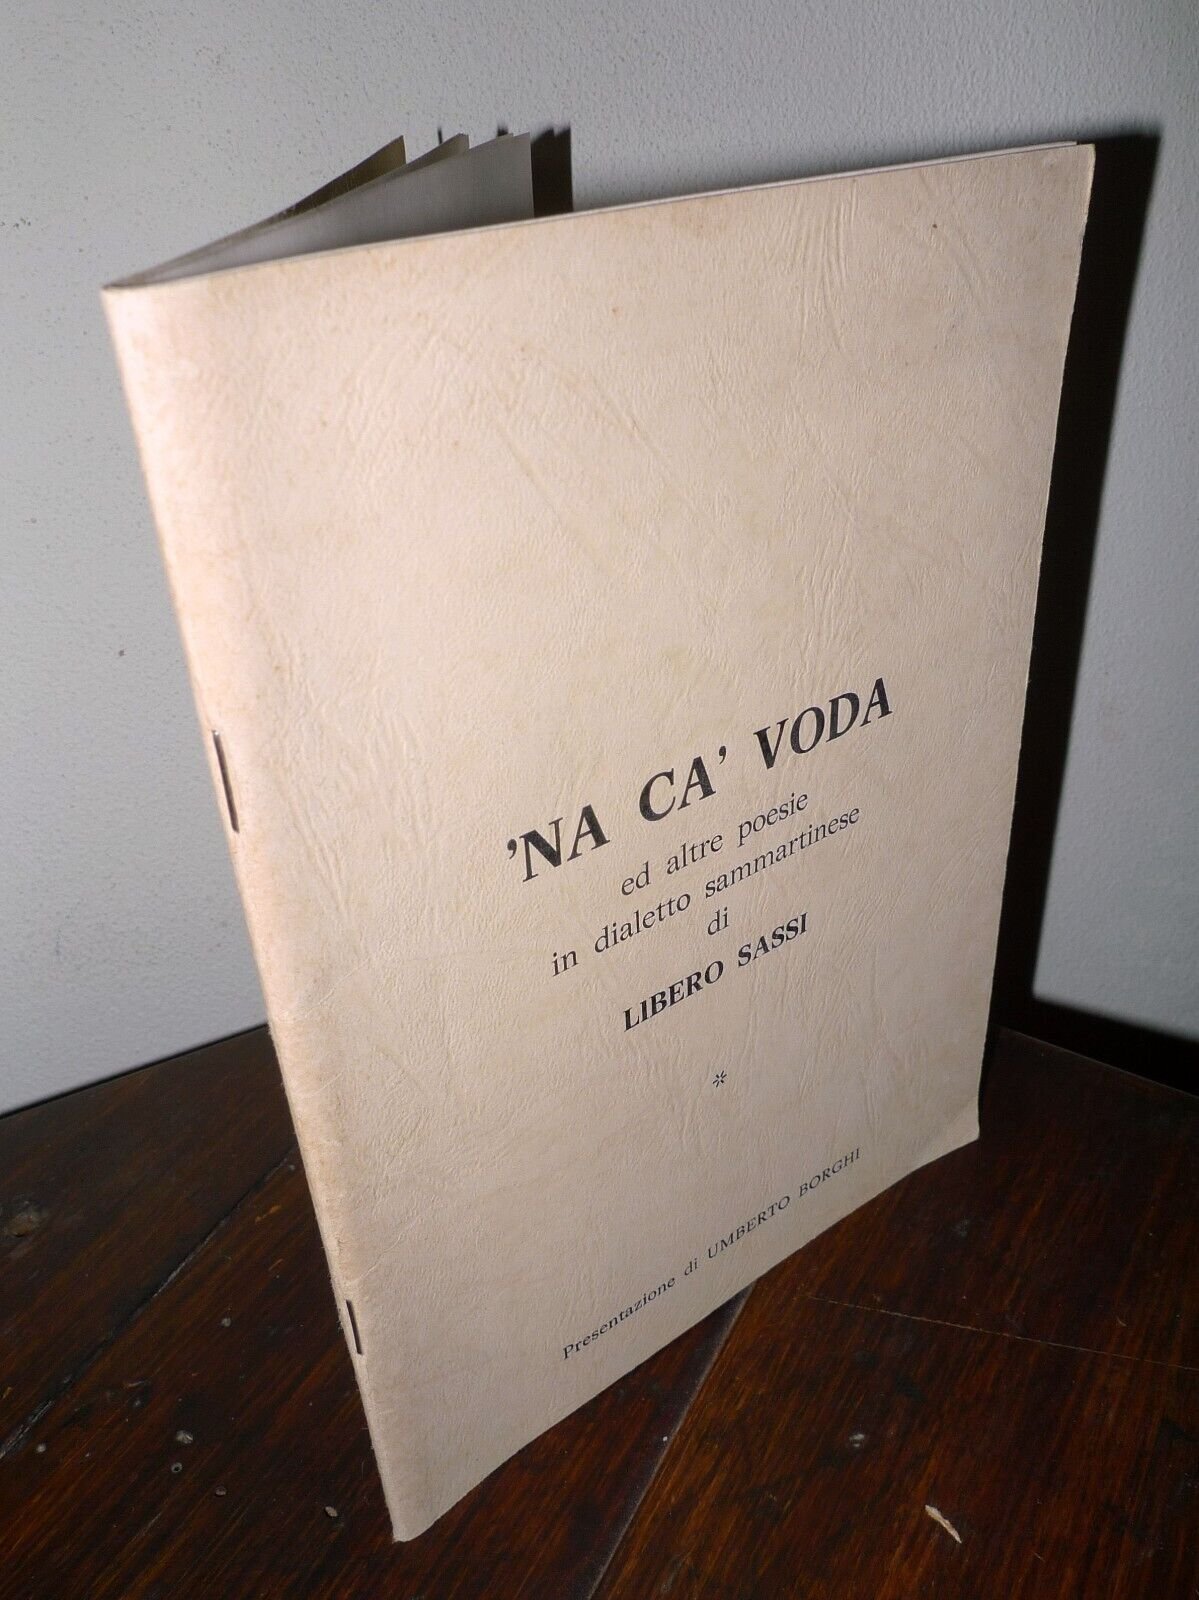 'NA CA' VODA
ed altre poesie
in dialetto sammartinese
di
LIBERO SASSI
*
Presentazione di UMBERTO BORGHI